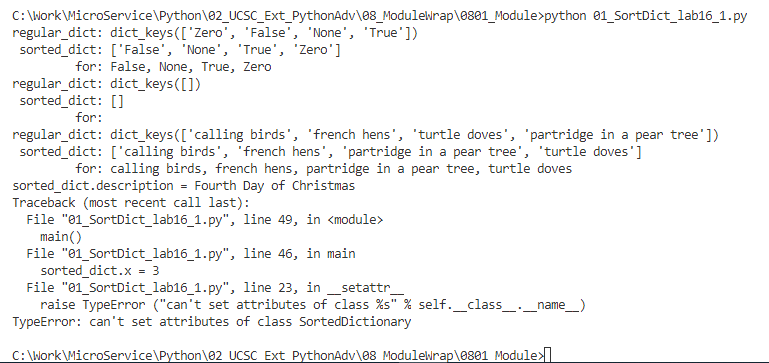 C:\Work\MicroService\Python\02_UCSC_Ext_PythonAdv\08_ModuleWrap\0801_Module>python 01_SortDict_lab16_1.py
regular_dict: dict_keys(['Zero', 'False', 'None', 'True'])
 sorted_dict: ['False', 'None', 'True', 'Zero']
         for: False, None, True, Zero
regular_dict: dict_keys([])
 sorted_dict: []
         for:
regular_dict: dict_keys(['calling birds', 'french hens', 'turtle doves', 'partridge in a pear tree'])
 sorted_dict: ['calling birds', 'french hens', 'partridge in a pear tree', 'turtle doves']
         for: calling birds, french hens, partridge in a pear tree, turtle doves
sorted_dict.description = Fourth Day of Christmas
Traceback (most recent call last):
  File "01_SortDict_lab16_1.py", line 49, in <module>
    main()
  File "01_SortDict_lab16_1.py", line 46, in main
    sorted_dict.x = 3
  File "01_SortDict_lab16_1.py", line 23, in __setattr__
    raise TypeError ("can't set attributes of class %s" % self.__class__.__name__)
TypeError: can't set attributes of class SortedDictionary
C:\Work\MicroService\Python\02_UCSC_Ext_PythonAdv\08_ModuleWrap\0801_Module>